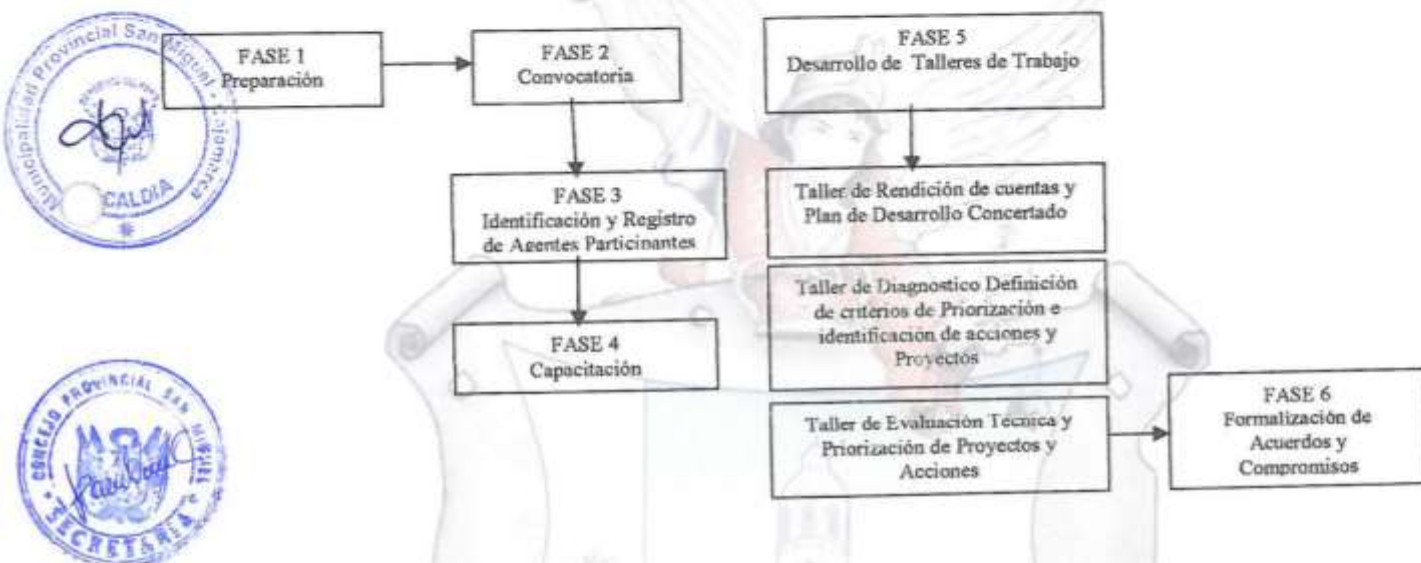 FASE 1
Preparación
FASE 2
Convocatoria
FASE 3
Identificación y Registro
de Agentes Participantes
FASE 4
Capacitación
FASE 5
Desarrollo de Talleres de Trabajo
Taller de Rendición de cuentas y
Plan de Desarrollo Concertado
Taller de Diagnostico Definición
de criterios de Priorización e
identificación de acciones y
Proyectos
Taller de Evaluación Técnica y
Priorización de Proyectos y
Acciones
FASE 6
Formalización de
Acuerdos y
Compromisos
Municipalidad Provincial San Miguel - Cajamarca
ALCALDIA
CONCEJO PROVINCIAL SAN MIGUEL
SECRETARIA